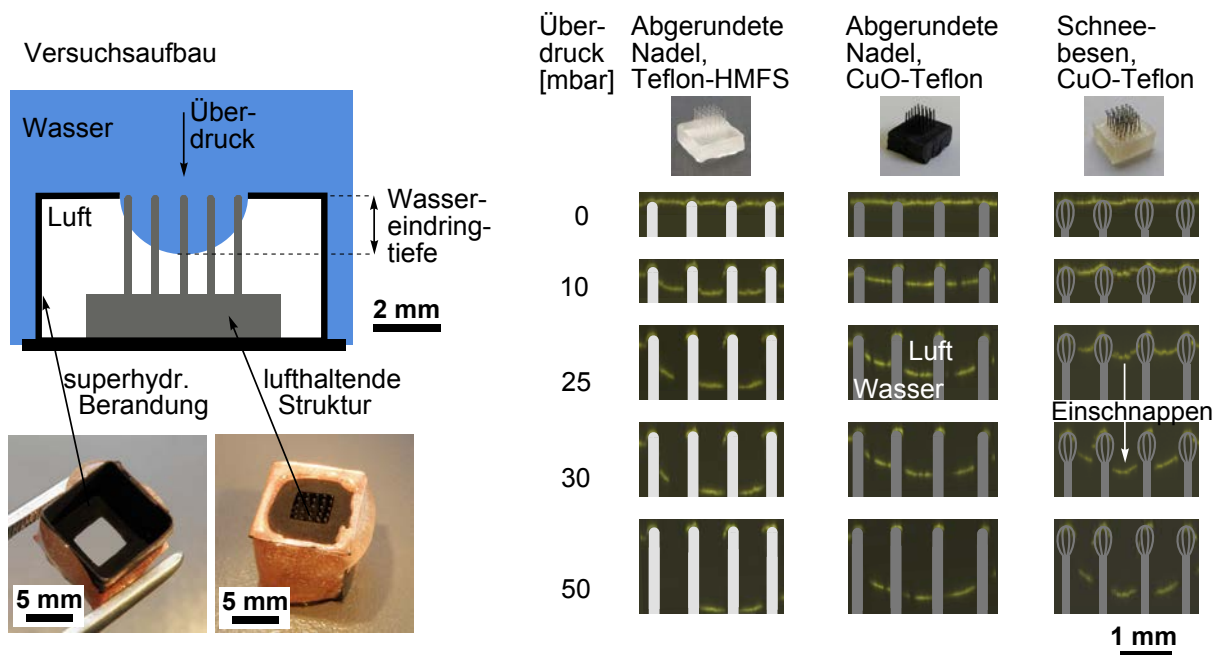 Versuchsaufbau
Wasser
Über-
druck
Luft
Wasser-
eindring-
tiefe
2 mm
superhydr.
Berandung
lufthaltende
Struktur
5 mm
5 mm
Über-
druck
[mbar]
Abgerundete
Nadel,
Teflon-HMFS
Abgerundete
Nadel,
CuO-Teflon
Schnee-
besen,
CuO-Teflon
0
10
25
Luft
Wasser
Einschnappen
30
50
1 mm